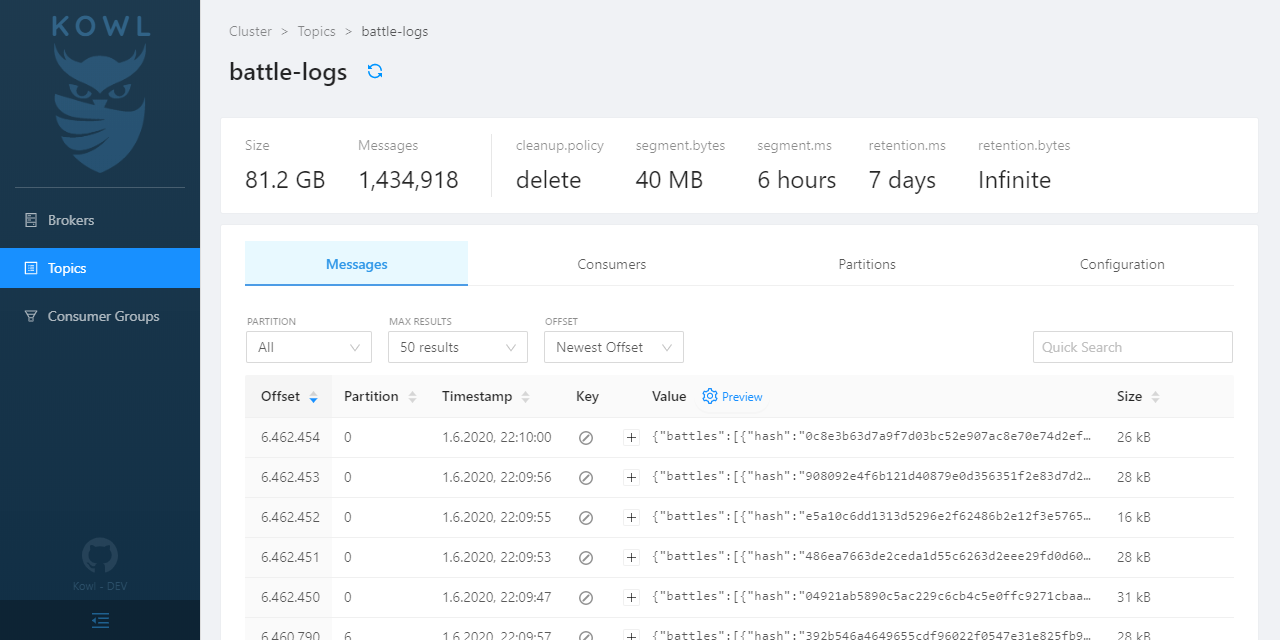 KOWL
Brokers
Topics
Consumer Groups
Kowl - DEV
Cluster > Topics > battle-logs
battle-logs
Size Messages cleanup.policy segment.bytes segment.ms retention.ms retention.bytes
81.2 GB 1,434,918 delete 40 MB 6 hours 7 days Infinite
Messages Consumers Partitions Configuration
PARTITION MAX RESULTS OFFSET
All 50 results Newest Offset Quick Search
Offset Partition Timestamp Key Value Preview Size
6.462.454 0 1.6.2020, 22:10:00 + {"battles":[{"hash":"0c8e3b63d7a9f7d03bc52e907ac8e70e74d2ef… 26 kB
6.462.453 0 1.6.2020, 22:09:56 + {"battles":[{"hash":"908092e4f6b121d40879e0d356351f2e83d7d2… 28 kB
6.462.452 0 1.6.2020, 22:09:55 + {"battles":[{"hash":"e5a10c6dd1313d5296e2f62486b2e12f3e5765… 16 kB
6.462.451 0 1.6.2020, 22:09:53 + {"battles":[{"hash":"486ea7663de2ceda1d55c6263d2eee29fd0d60… 28 kB
6.462.450 0 1.6.2020, 22:09:47 + {"battles":[{"hash":"04921ab5890c5ac229c6cb4c5e0ffc9271cbaa… 31 kB
6.460.790 6 1.6.2020, 22:09:57 + {"battles":[{"hash":"392b546a4649655cdf96022f0547e31e825fb9… 28 kB